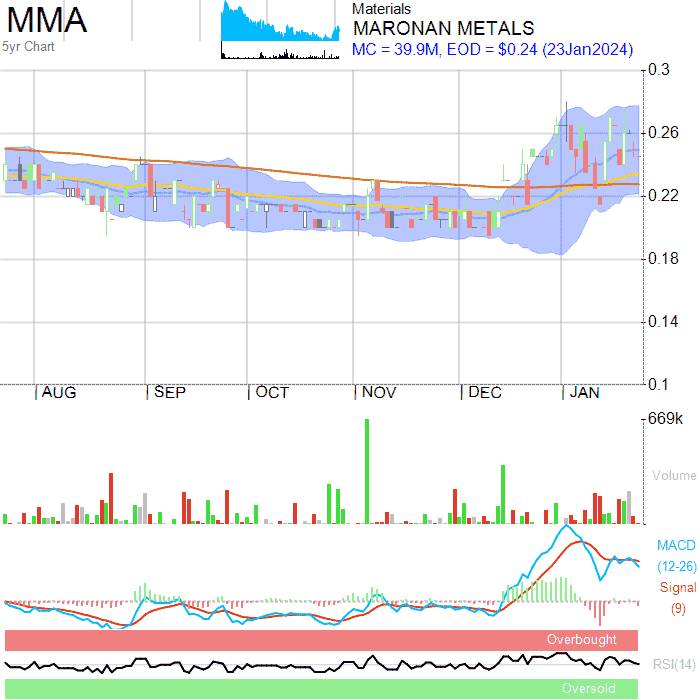 MMA
5yr Chart
Materials
MARONAN METALS
MC = 39.9M, EOD = $0.24 (23Jan2024)
0.3
0.26
0.22
0.18
0.14
0.1
AUG
SEP
OCT
NOV
DEC
JAN
669k
Volume
MACD
(12-26)
Signal
(9)
Overbought
RSI(14)
Oversold